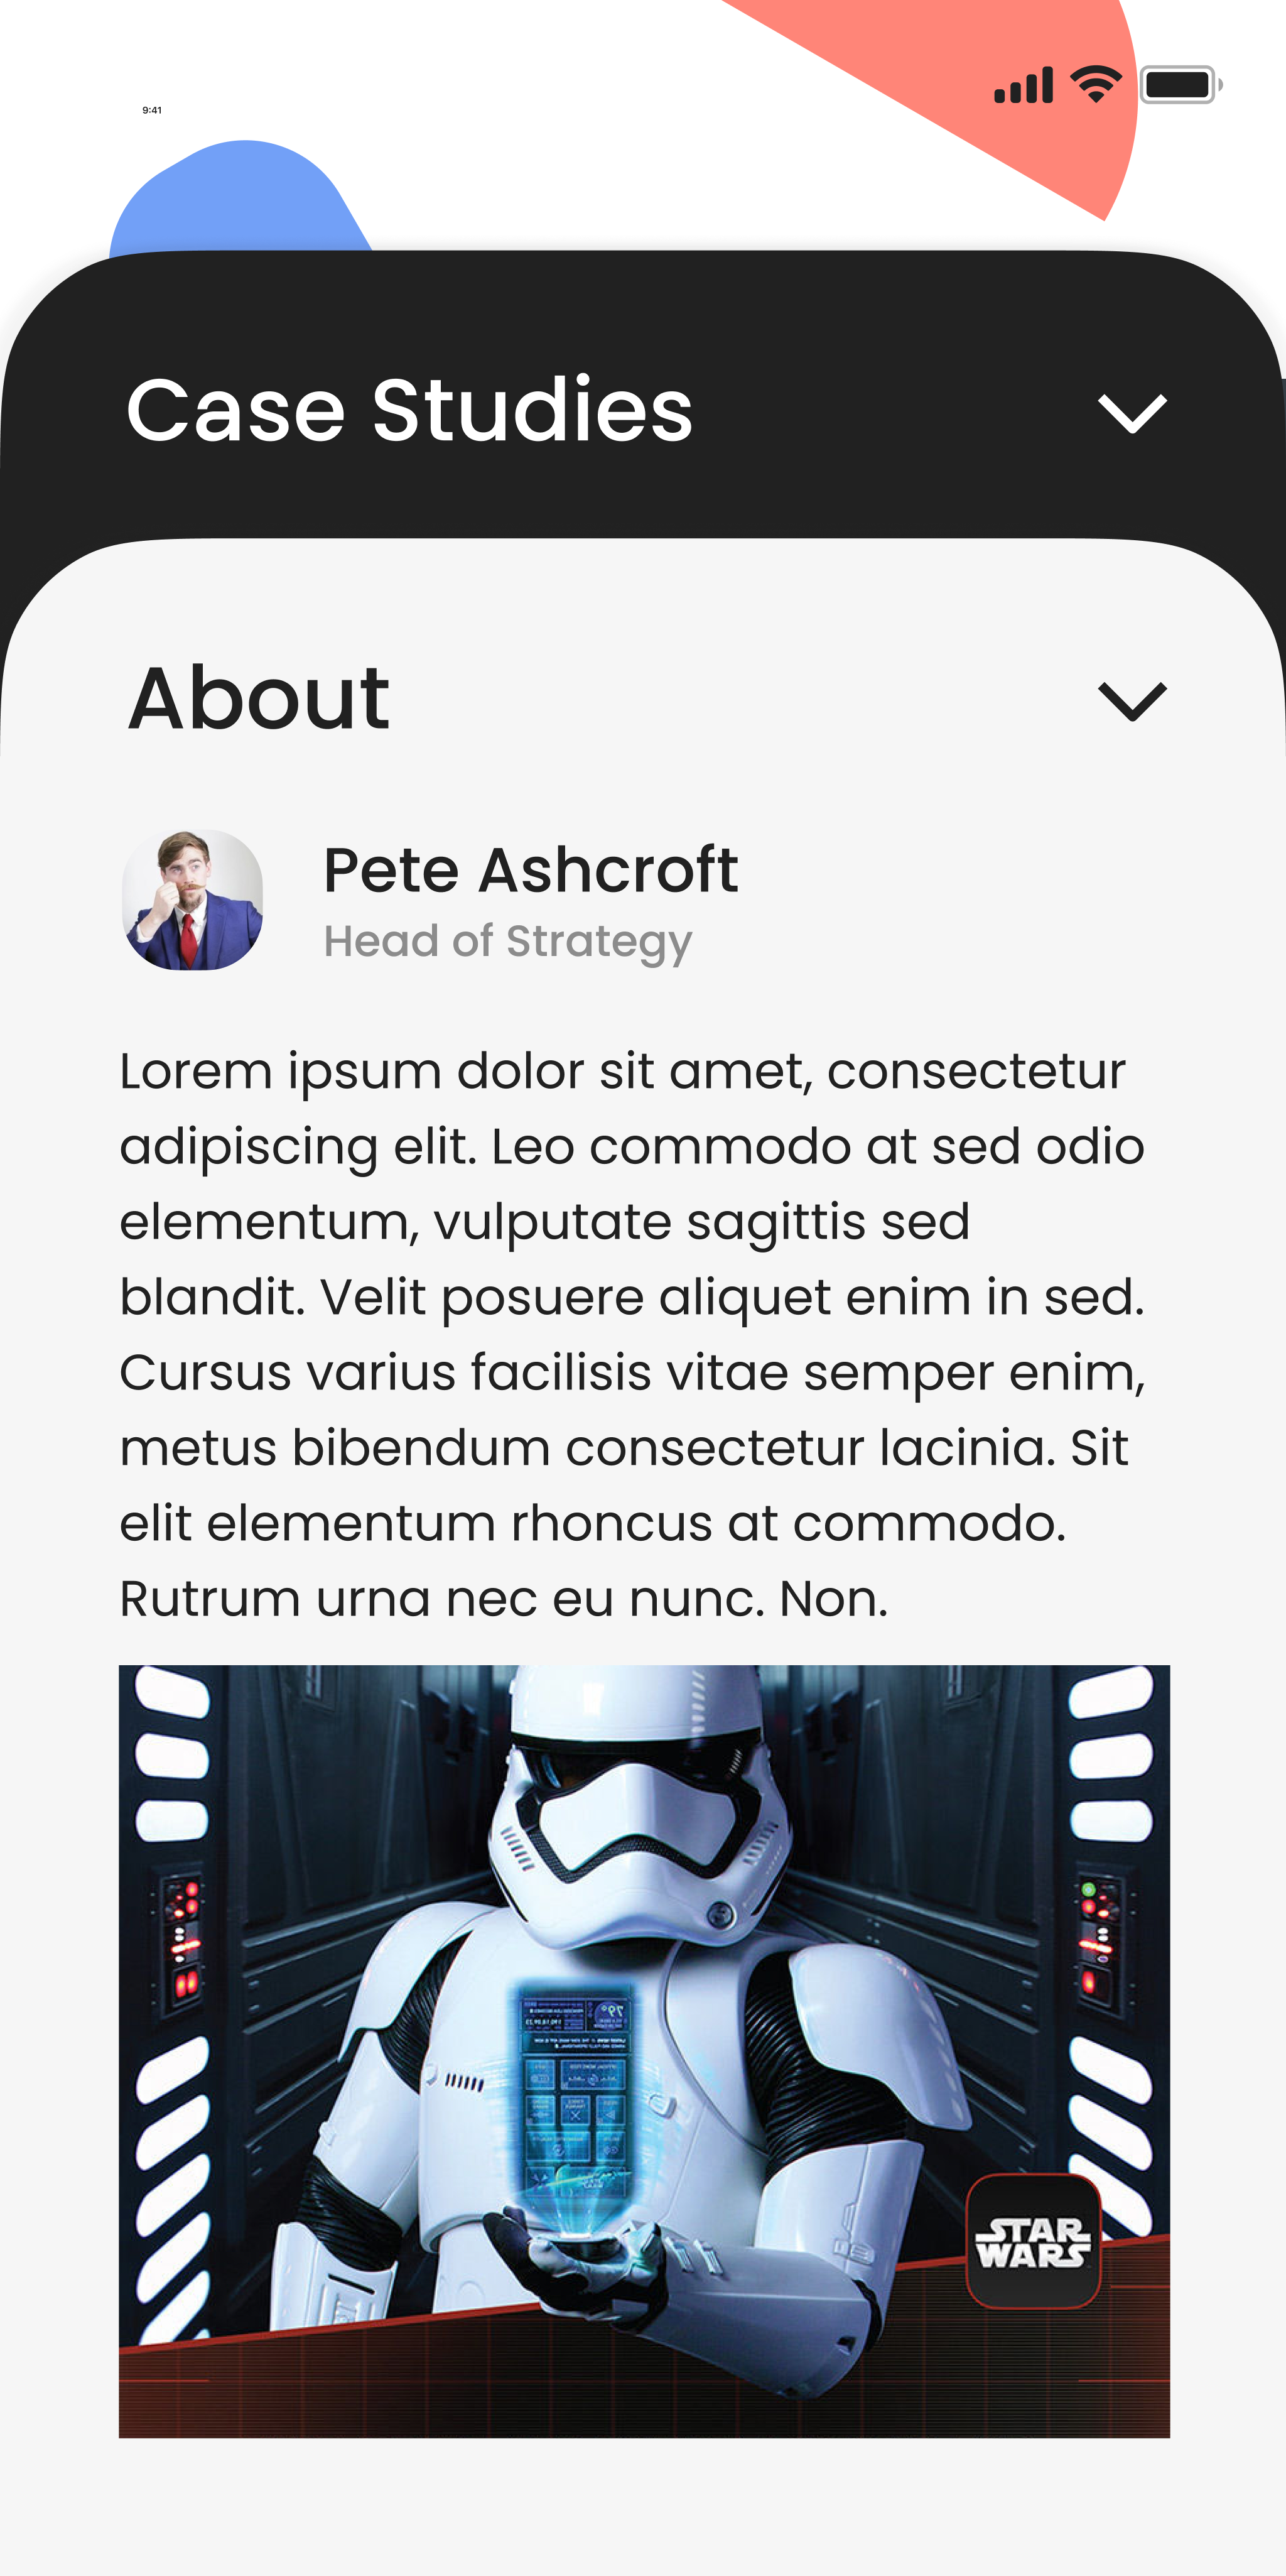 9:41
Case Studies
About
Pete Ashcroft
Head of Strategy
Lorem ipsum dolor sit amet, consectetur
adipiscing elit. Leo commodo at sed odio
elementum, vulputate sagittis sed
blandit. Velit posuere aliquet enim in sed.
Cursus varius facilisis vitae semper enim,
metus bibendum consectetur lacinia. Sit
elit elementum rhoncus at commodo.
Rutrum urna nec eu nunc. Non.
79°
STAR
WARS